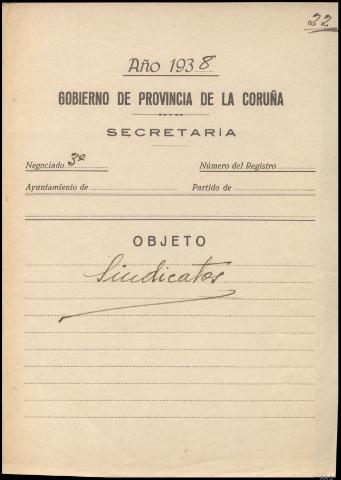 22
Año 1938
GOBIERNO DE PROVINCIA DE LA CORUÑA
SECRETARÍA
Negociado 3º Número del Registro
Ayuntamiento de Partido de
OBJETO
Sindicatos